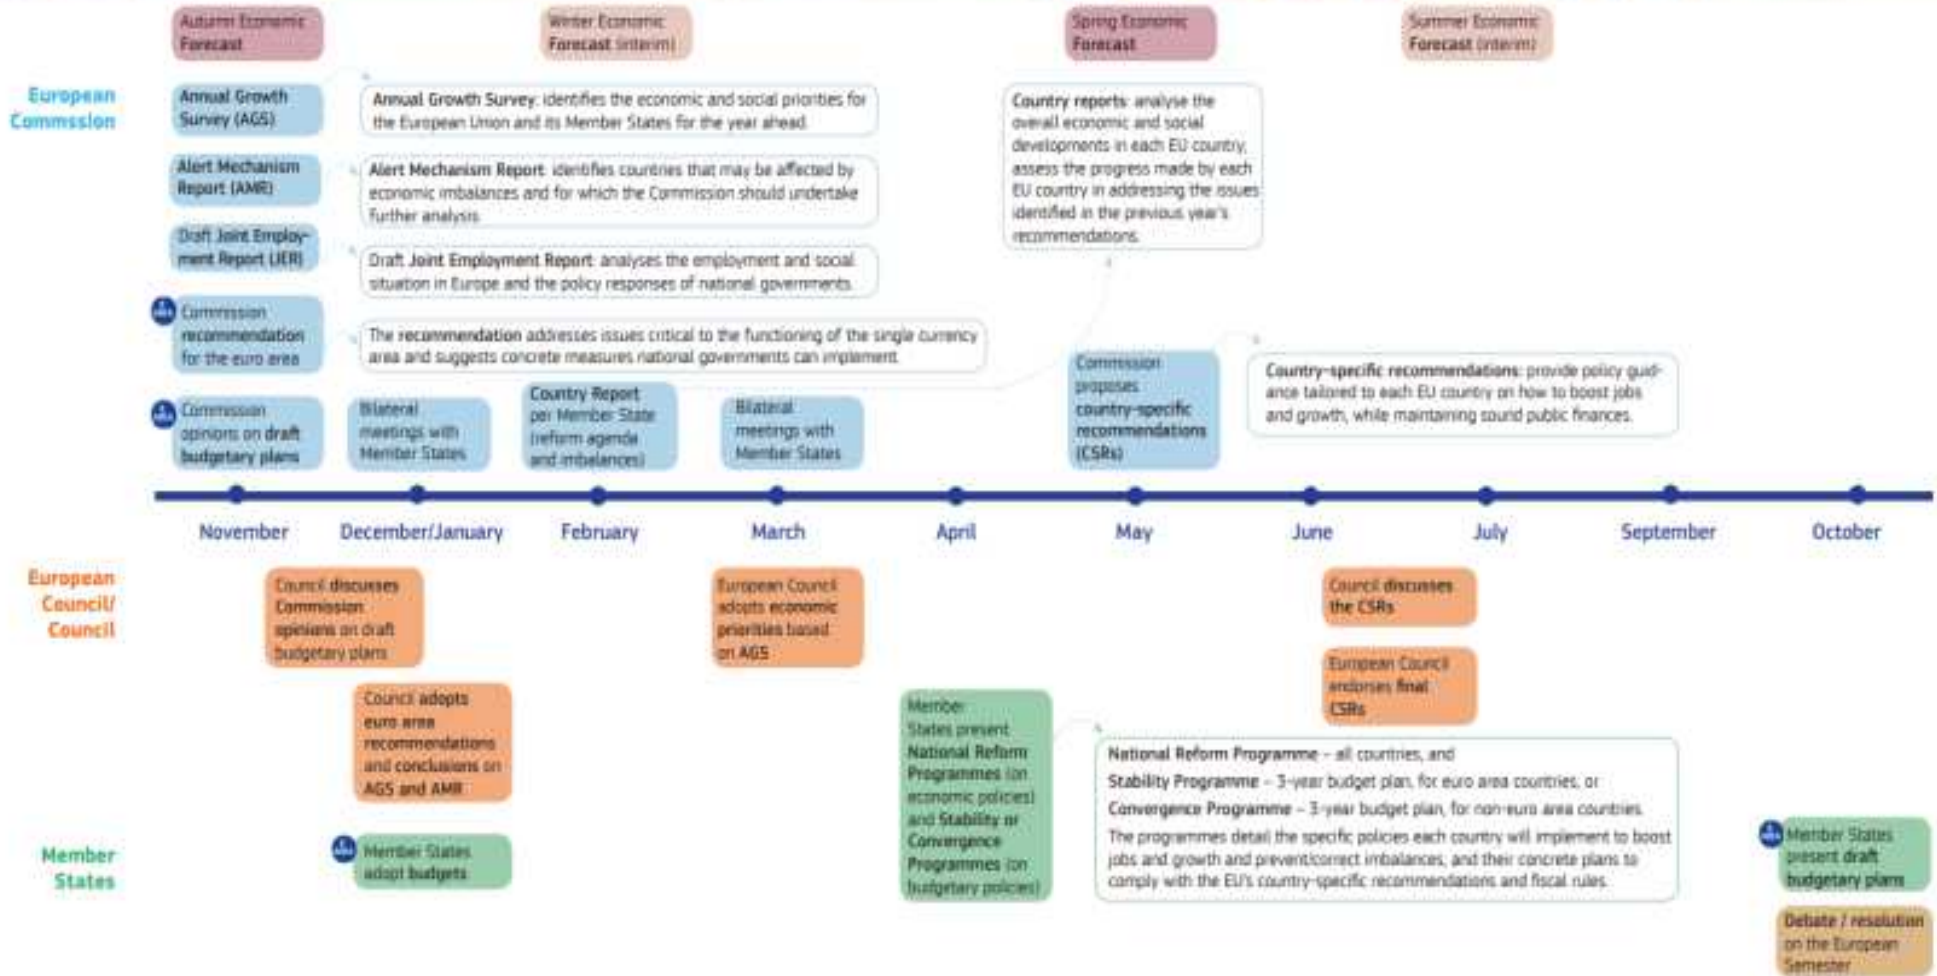 Autumn Economic
Forecast
Winter Economic
Forecast (interim)
Spring Economic
Forecast
Summer Economic
Forecast (interim)
European
Commssion
Annual Growth
Survey (AGS)
Annual Growth Survey: identifies the economic and social priorities for
the European Union and its Member States for the year ahead.
Alert Mechanism
Report (AMR)
Alert Mechanism Report: identifies countries that may be affected by
economic imbalances and for which the Commission should undertake
further analysis.
Draft Joint Employ-
ment Report (JER)
Draft Joint Employment Report: analyses the employment and social
situation in Europe and the policy responses of national governments.
Commission
recommendation
for the euro area
The recommendation addresses issues critical to the functioning of the single currency
area and suggests concrete measures national governments can implement.
Country reports: analyse the
overall economic and social
developments in each EU country,
assess the progress made by each
EU country in addressing the issues
identified in the previous year's
recommendations.
Commission
opinions on draft
budgetary plans
Bilateral
meetings with
Member States
Country Report
per Member State
(reform agenda
and imbalances)
Bilateral
meetings with
Member States
Commission
proposes
country-specific
recommendations
(CSRs)
Country-specific recommendations: provide policy guid-
ance tailored to each EU country on how to boost jobs
and growth, while maintaining sound public finances.
November
December/January
February
March
April
May
June
July
September
October
European
Council/
Council
Council discusses
Commission
opinions on draft
budgetary plans
Council adopts
euro area
recommendations
and conclusions on
AGS and AMR
European Council
adopts economic
priorities based
on AGS
Council discusses
the CSRs
European Council
endorses final
CSRs
Member
States
Member States
adopt budgets
Member
States present
National Reform
Programmes (on
economic policies)
and Stability or
Convergence
Programmes (on
budgetary policies)
National Reform Programme – all countries, and
Stability Programme – 3-year budget plan, for euro area countries, or
Convergence Programme – 3-year budget plan, for non-euro area countries.
The programmes detail the specific policies each country will implement to boost
jobs and growth and prevent/correct imbalances, and their concrete plans to
comply with the EU's country-specific recommendations and fiscal rules.
Member States
present draft
budgetary plans
Debate / resolution
on the European
Semester